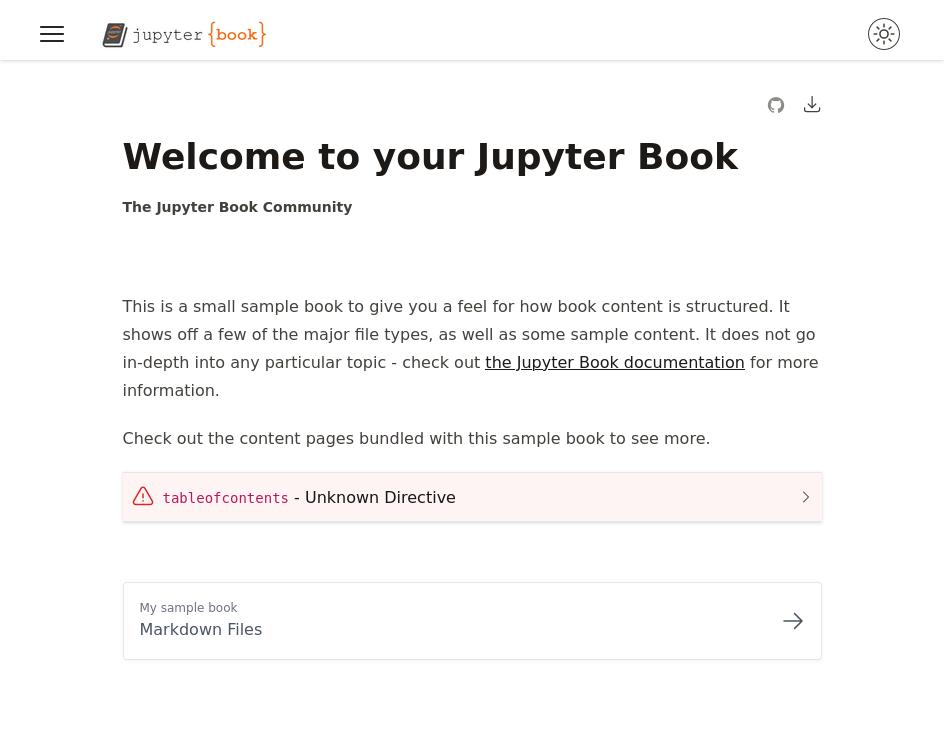 jupyter {book}
Welcome to your Jupyter Book
The Jupyter Book Community
This is a small sample book to give you a feel for how book content is structured. It
shows off a few of the major file types, as well as some sample content. It does not go
in-depth into any particular topic - check out the Jupyter Book documentation for more
information.
Check out the content pages bundled with this sample book to see more.
tableofcontents - Unknown Directive
My sample book
Markdown Files